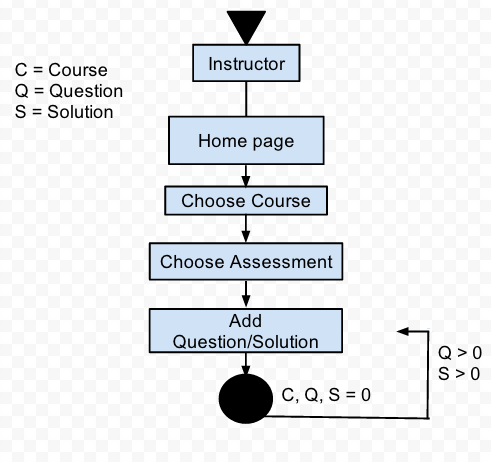 Instructor
C = Course
Q = Question
S = Solution
Home page
Choose Course
Choose Assessment
Add
Question/Solution
Q > 0
S > 0
C, Q, S = 0